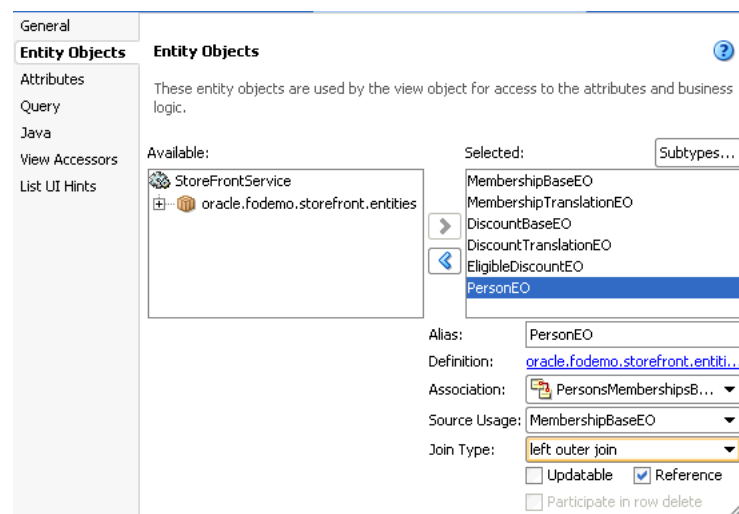 General
Entity Objects
Attributes
Query
Java
View Accessors
List UI Hints
Entity Objects
?
These entity objects are used by the view object for access to the attributes and business
logic.
Available:
StoreFrontService
oracle.fodemo.storefront.entities
Selected:
Subtypes...
MembershipBaseEO
MembershipTranslationEO
DiscountBaseEO
DiscountTranslationEO
EligibleDiscountEO
PersonEO
Alias: PersonEO
Definition: oracle.fodemo.storefront.entiti...
Association: PersonsMembershipsB...
Source Usage: MembershipBaseEO
Join Type: left outer join
Updatable Reference
Participate in row delete